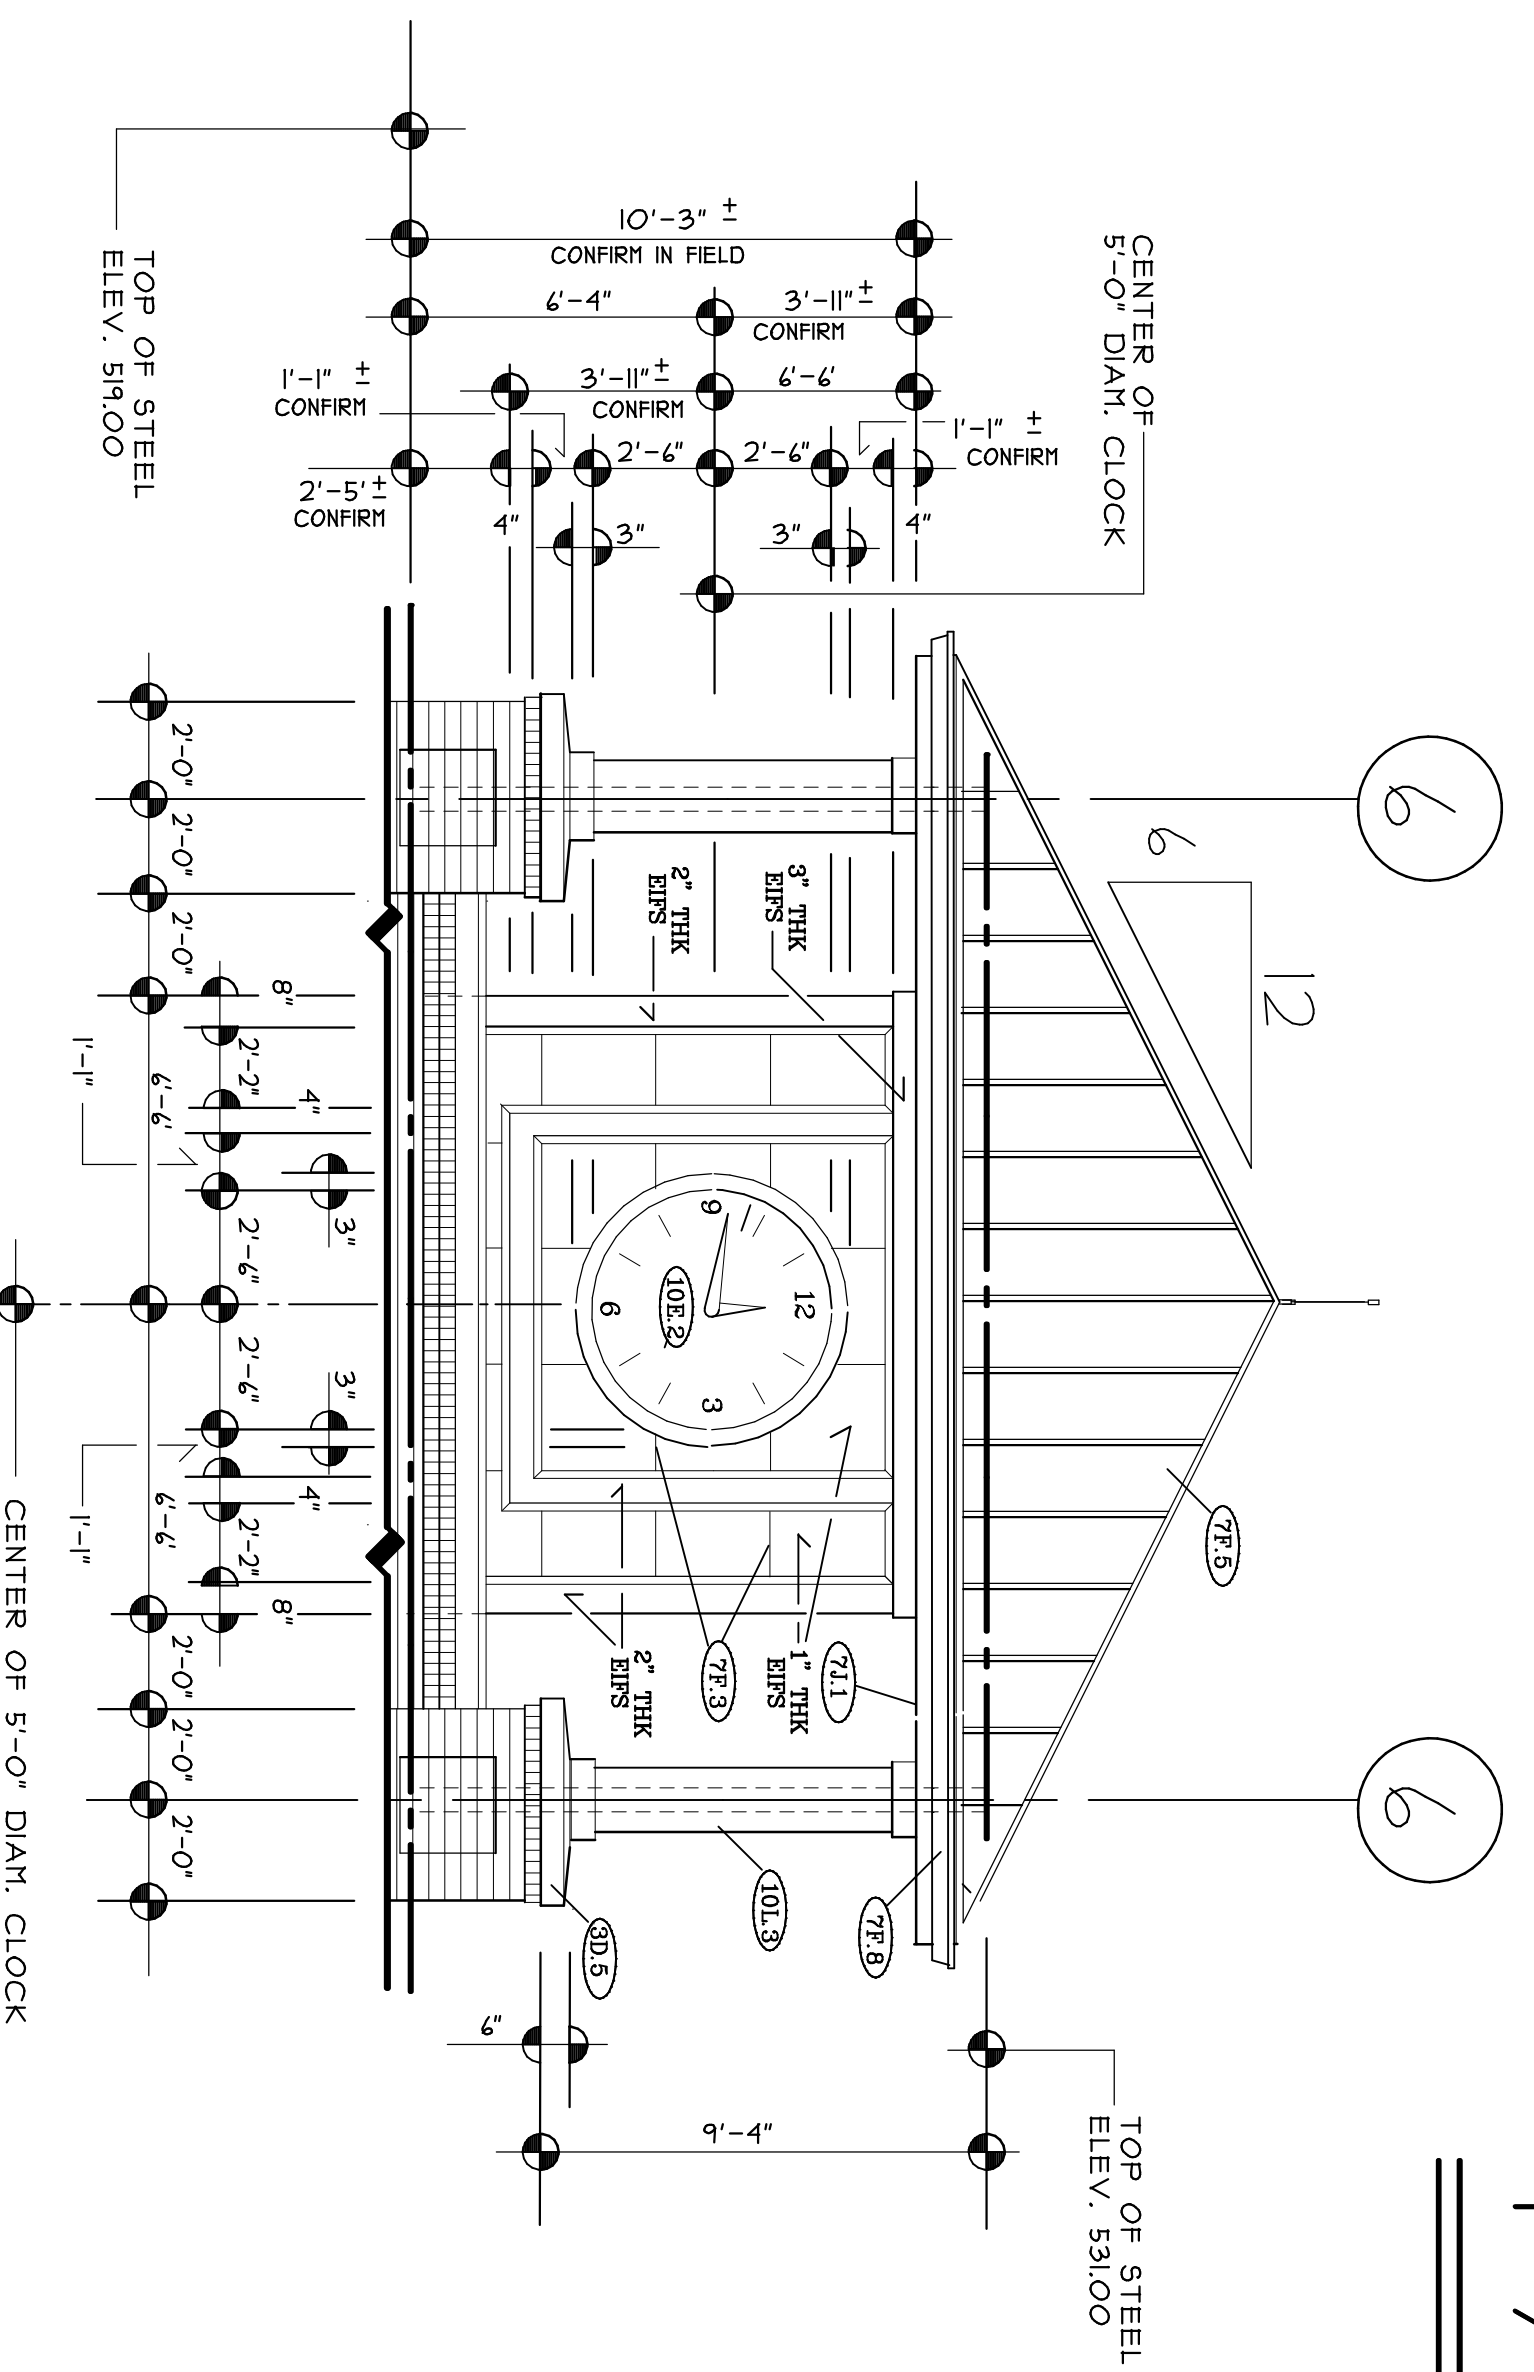 6
6
12
6
CENTER OF
5'-0" DIAM. CLOCK
TOP OF STEEL
ELEV. 531.00
TOP OF STEEL
ELEV. 519.00
10'-3" ±
CONFIRM IN FIELD
6'-4"
3'-11" ±
CONFIRM
1'-1" ±
CONFIRM
3'-11" ±
CONFIRM
6'-6'
1'-1" ±
CONFIRM
2'-5' ±
CONFIRM
2'-6"
2'-6"
4"
3"
3"
4"
7F.5
3" THK
EIFS
2" THK
EIFS
12
9
3
6
10E.2
7J.1
1" THK
EIFS
7F.3
2" THK
EIFS
7F.8
10L.3
3D.5
9'-4"
6"
3"
3"
8"
4"
4"
8"
2'-2"
2'-6"
2'-6"
2'-2"
2'-0"
2'-0"
2'-0"
6'-6'
6'-6'
2'-0"
2'-0"
2'-0"
1'-1"
1'-1"
CENTER OF 5'-0" DIAM. CLOCK